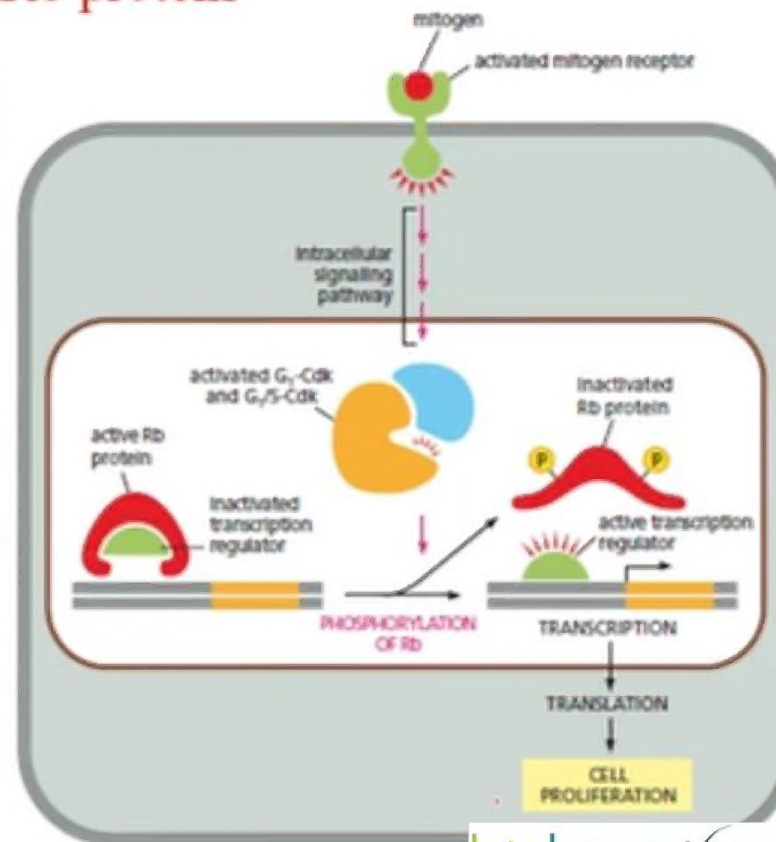 mitogen
activated mitogen receptor
intracellular
signalling
pathway
activated G₁-Cdk
and G₁/S-Cdk
inactivated
Rb protein
active Rb
protein
P
P
inactivated
transcription
regulator
active transcription
regulator
PHOSPHORYLATION
OF Rb
TRANSCRIPTION
TRANSLATION
CELL
PROLIFERATION